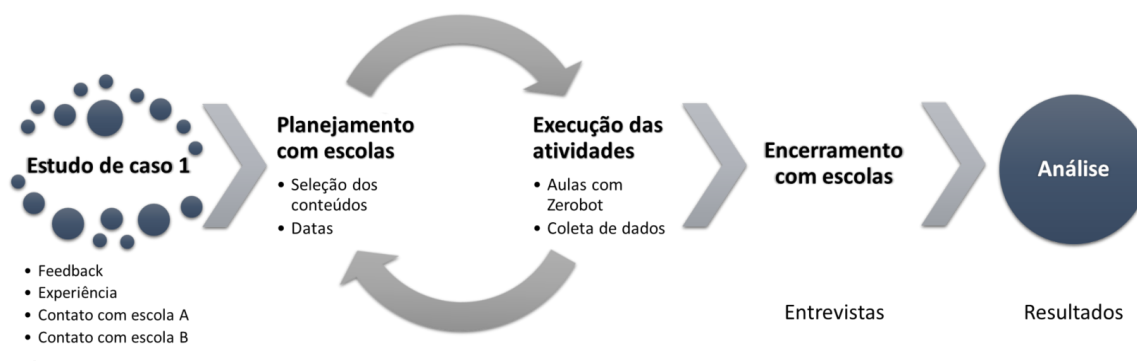 Estudo de caso 1
• Feedback
• Experiência
• Contato com escola A
• Contato com escola B
Planejamento
com escolas
• Seleção dos
conteúdos
• Datas
Execução das
atividades
• Aulas com
Zerobot
• Coleta de dados
Encerramento
com escolas
Entrevistas
Análise
Resultados